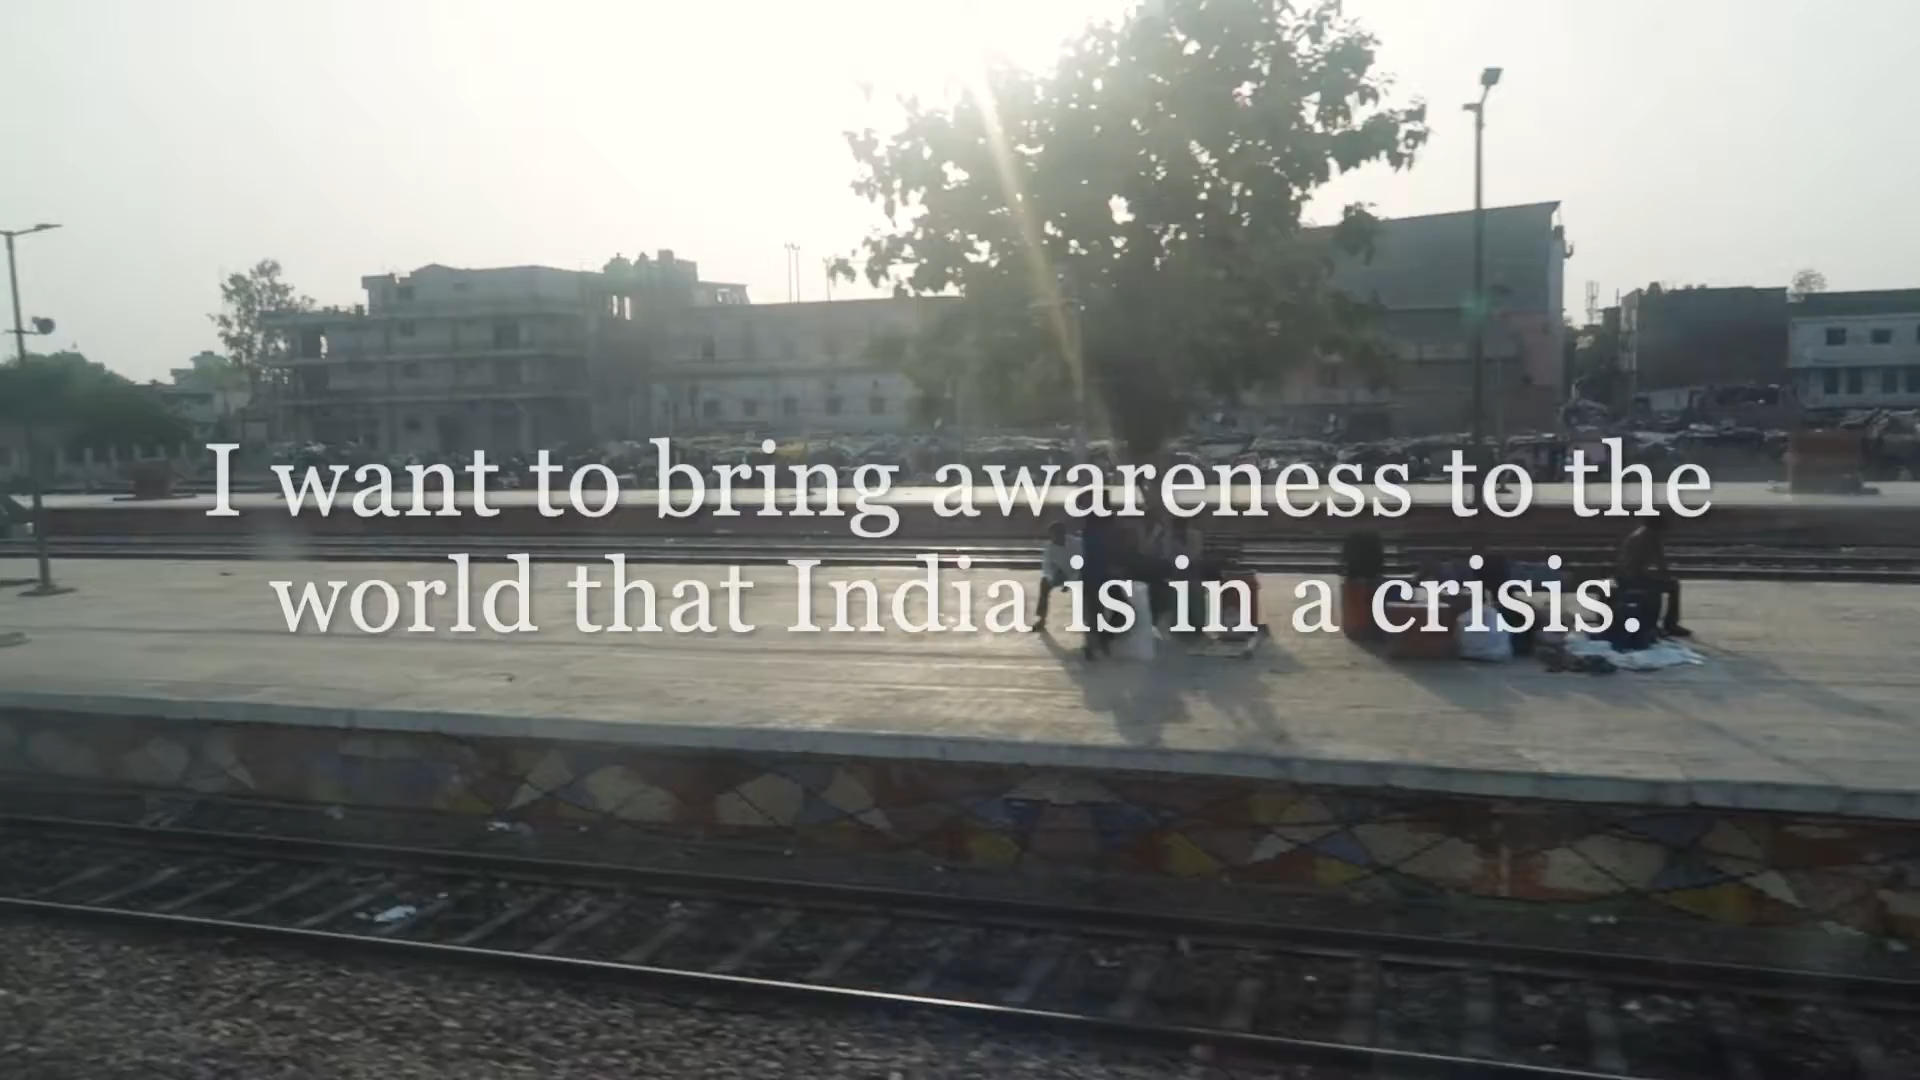 I want to bring awareness to the
world that India is in a crisis.